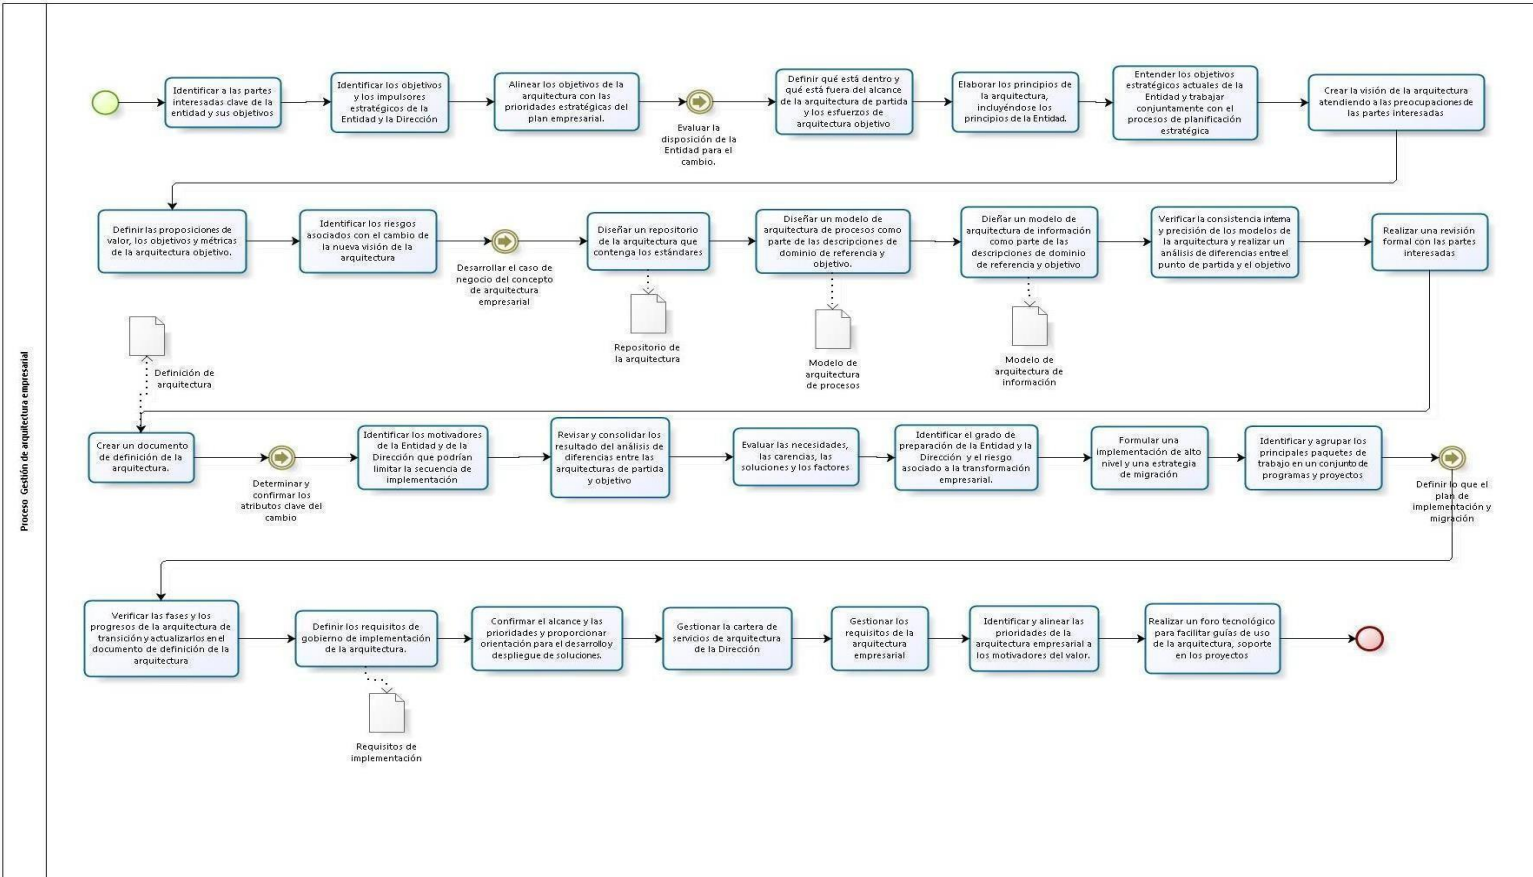 Proceso Gestión de arquitectura empresarial
Identificar a las partes
interesadas clave de la
entidad y sus objetivos
Identificar los objetivos
y los impulsores
estratégicos de la
Entidad y la Dirección
Alinear los objetivos de la
arquitectura con las
prioridades estratégicas del
plan empresarial.
Evaluar la
disposición de la
Entidad para el
cambio.
Definir qué está dentro y
qué está fuera del alcance
de la arquitectura de partida
y los esfuerzos de
arquitectura objetivo
Elaborar los principios de
la arquitectura,
incluyéndose los
principios de la Entidad.
Entender los objetivos
estratégicos actuales de la
Entidad y trabajar
conjuntamente con el
procesos de planificación
estratégica
Crear la visión de la arquitectura
atendiendo a las preocupaciones de
las partes interesadas
Definir las proposiciones de
valor, los objetivos y métricas
de la arquitectura objetivo.
Identificar los riesgos
asociados con el cambio de
la nueva visión de la
arquitectura
Desarrollar el caso de
negocio del concepto
de arquitectura
empresarial
Diseñar un repositorio
de la arquitectura que
contenga los estándares
Diseñar un modelo de
arquitectura de procesos como
parte de las descripciones de
dominio de referencia y
objetivo.
Dieñar un modelo de
arquitectura de información
como parte de las
descripciones de dominio
de referencia y objetivo
Verificar la consistencia interna
y precisión de los modelos de
la arquitectura y realizar un
análisis de diferencias entre el
punto de partida y el objetivo
Realizar una revisión
formal con las partes
interesadas
Repositorio de
la arquitectura
Modelo de
arquitectura
de procesos
Modelo de
arquitectura de
información
Definición de
arquitectura
Crear un documento
de definición de la
arquitectura.
Determinar y
confirmar los
atributos clave del
cambio
Identificar los motivadores
de la Entidad y de la
Dirección que podrían
limitar la secuencia de
implementación
Revisar y consolidar los
resultado del análisis de
diferencias entre las
arquitecturas de partida
y objetivo
Evaluar las necesidades,
las carencias, las
soluciones y los factores
Identificar el grado de
preparación de la Entidad y la
Dirección y el riesgo
asociado a la transformación
empresarial.
Formular una
implementación de alto
nivel y una estrategia
de migración
Identificar y agrupar los
principales paquetes de
trabajo en un conjunto de
programas y proyectos
Definir lo que el
plan de
implementación y
migración
Verificar las fases y los
progresos de la arquitectura de
transición y actualizarlos en el
documento de definición de la
arquitectura
Definir los requisitos de
gobierno de implementación
de la arquitectura.
Confirmar el alcance y las
prioridades y proporcionar
orientación para el desarrollo y
despliegue de soluciones.
Gestionar la cartera de
servicios de arquitectura
de la Dirección
Gestionar los
requisitos de la
arquitectura
empresarial
Identificar y alinear las
prioridades de la
arquitectura empresarial a
los motivadores del valor.
Realizar un foro tecnológico
para facilitar guías de uso
de la arquitectura, soporte
en los proyectos
Requisitos de
implementación